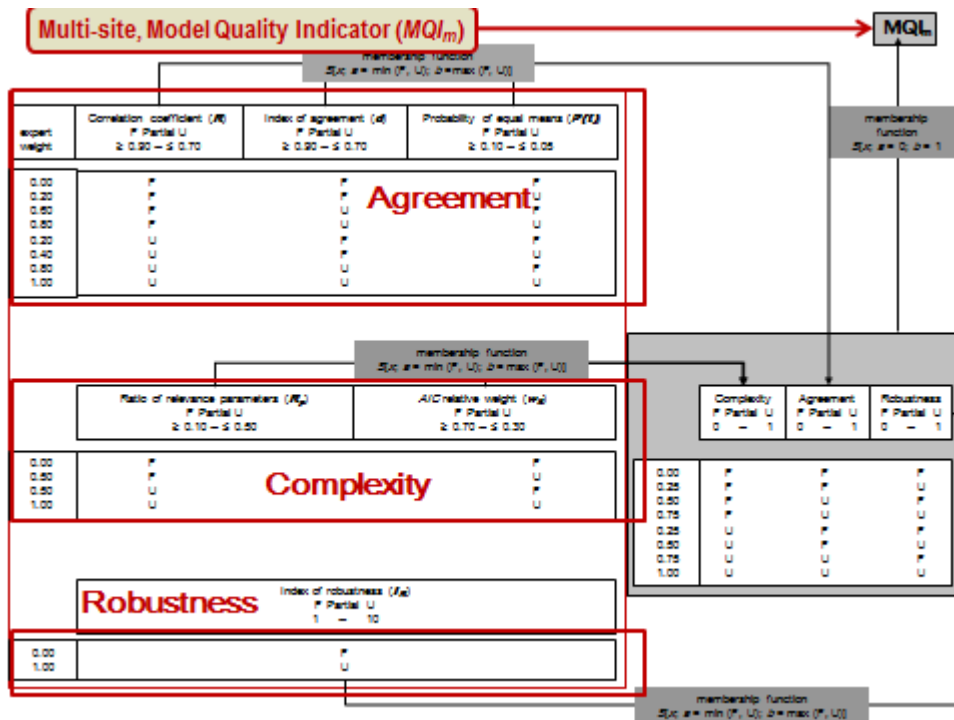 Multi-site, Model Quality Indicator (MQIₘ)
MQIₘ
membership function
S(x; a = min (F, U); b = max (F, U))
membership
function
S(x; a = 0; b = 1
expert
weight
Correlation coefficient (R)
F Partial U
≥ 0.90 – ≤ 0.70
Index of agreement (d)
F Partial U
≥ 0.90 – ≤ 0.70
Probability of equal means (P(t))
F Partial U
≥ 0.10 – ≤ 0.05
Agreement
0.00 F F F
0.20 F F U
0.60 F U F
0.80 F U U
0.20 U F F
0.40 U F U
0.80 U U F
1.00 U U U
membership function
S(x; a = min (F, U); b = max (F, U))
Ratio of relevance parameters (Rₚ)
F Partial U
≥ 0.10 – ≤ 0.50
AIC relative weight (wₖ)
F Partial U
≥ 0.70 – ≤ 0.30
Complexity
0.00 F F
0.50 F U
0.50 U F
1.00 U U
Complexity
F Partial U
0 – 1
Agreement
F Partial U
0 – 1
Robustness
F Partial U
0 – 1
0.00 F F F
0.25 F F U
0.50 F U F
0.75 F U U
0.25 U F F
0.50 U F U
0.75 U U F
1.00 U U U
Robustness
Index of robustness (Iᴿ)
F Partial U
1 – 10
0.00 F
1.00 U
membership function
S(x; a = min (F, U); b = max (F, U))